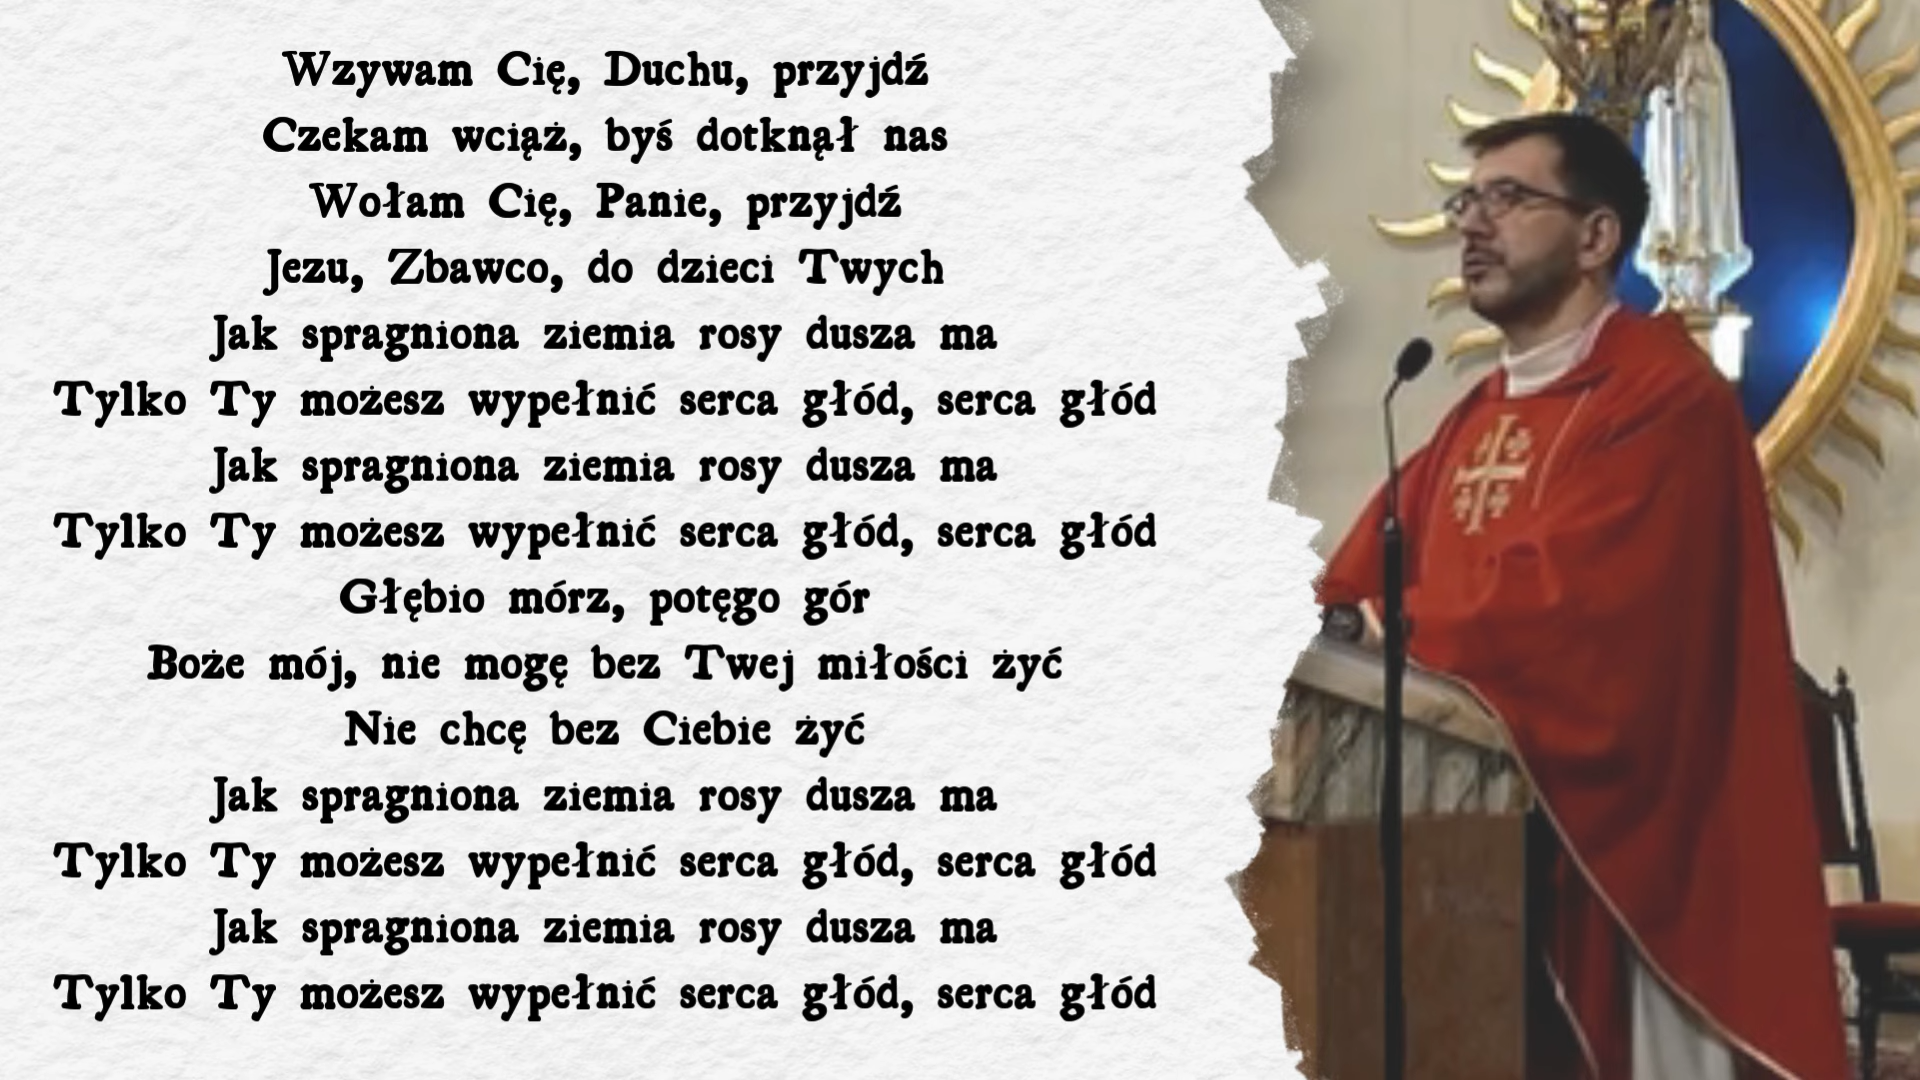 Wzywam Cię, Duchu, przyjdź
Czekam wciąż, byś dotknął nas
Wołam Cię, Panie, przyjdź
Jezu, Zbawco, do dzieci Twych
Jak spragniona ziemia rosy dusza ma
Tylko Ty możesz wypełnić serca głód, serca głód
Jak spragniona ziemia rosy dusza ma
Tylko Ty możesz wypełnić serca głód, serca głód
Głębio mórz, potęgo gór
Boże mój, nie mogę bez Twej miłości żyć
Nie chcę bez Ciebie żyć
Jak spragniona ziemia rosy dusza ma
Tylko Ty możesz wypełnić serca głód, serca głód
Jak spragniona ziemia rosy dusza ma
Tylko Ty możesz wypełnić serca głód, serca głód